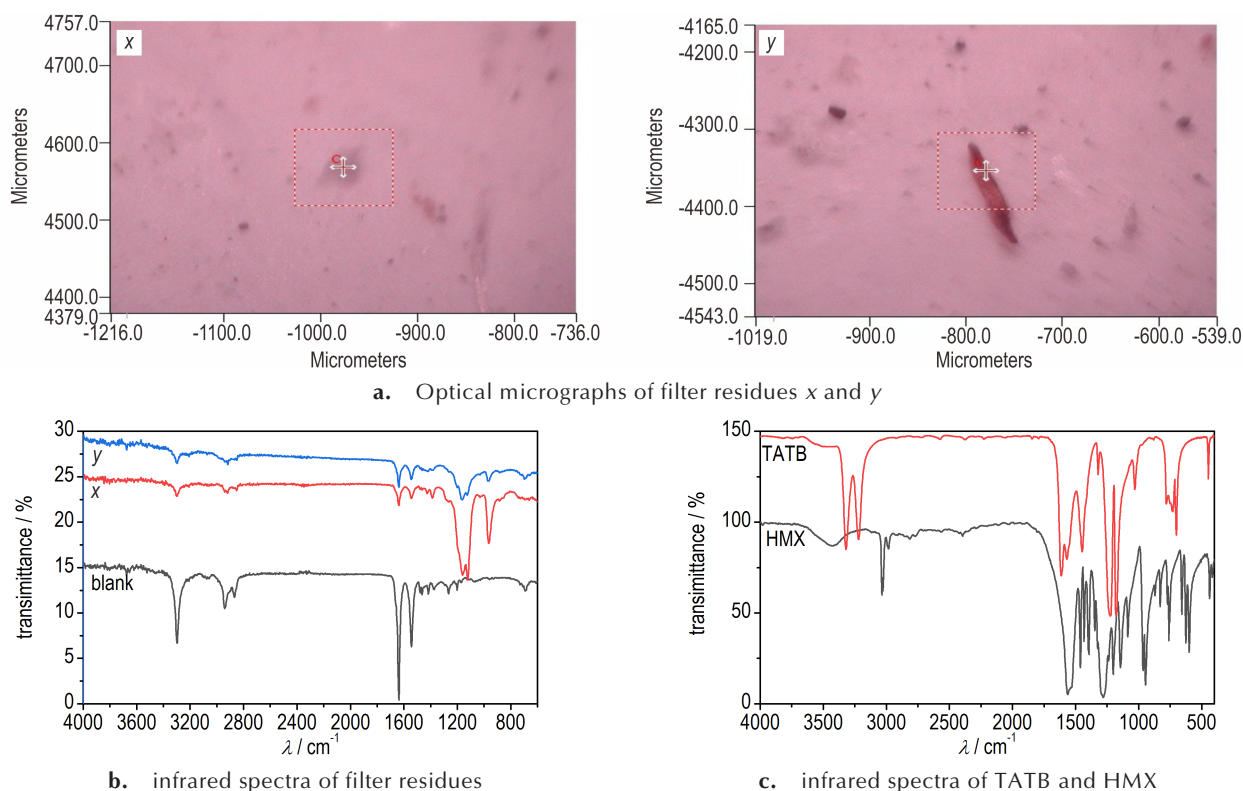 x
4757.0
4700.0
4600.0
4500.0
4400.0
4379.0
Micrometers
-1216.0 -1100.0 -1000.0 -900.0 -800.0 -736.0
Micrometers
y
-4165.0
-4200.0
-4300.0
-4400.0
-4500.0
-4543.0
Micrometers
-1019.0 -900.0 -800.0 -700.0 -600.0 -539.0
Micrometers
a. Optical micrographs of filter residues x and y
30
25
20
15
10
5
0
transimittance / %
y
x
blank
4000 3600 2800 2000 1600 1200 800
λ / cm-1
b. infrared spectra of filter residues
150
100
50
0
transimittance / %
TATB
HMX
4000 3500 3000 2500 2000 1500 1000 500
λ / cm-1
c. infrared spectra of TATB and HMX